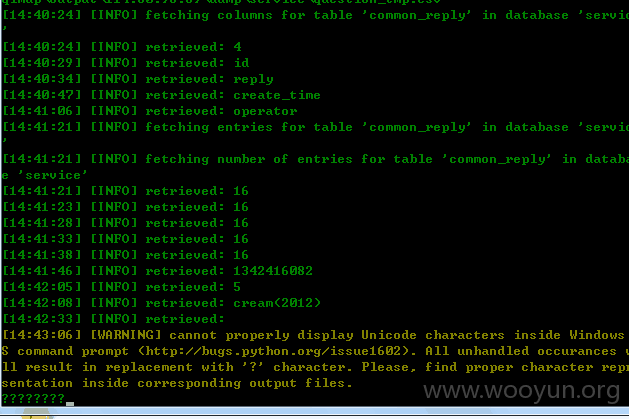 [14:40:24] [INFO] fetching columns for table 'common_reply' in database 'servic
'
[14:40:24] [INFO] retrieved: 4
[14:40:29] [INFO] retrieved: id
[14:40:34] [INFO] retrieved: reply
[14:40:47] [INFO] retrieved: create_time
[14:41:06] [INFO] retrieved: operator
[14:41:21] [INFO] fetching entries for table 'common_reply' in database 'servic
'
[14:41:21] [INFO] fetching number of entries for table 'common_reply' in databa
e 'service'
[14:41:21] [INFO] retrieved: 16
[14:41:23] [INFO] retrieved: 16
[14:41:28] [INFO] retrieved: 16
[14:41:33] [INFO] retrieved: 16
[14:41:38] [INFO] retrieved: 16
[14:41:46] [INFO] retrieved: 1342416082
[14:42:05] [INFO] retrieved: 5
[14:42:08] [INFO] retrieved: cream(2012)
[14:42:33] [INFO] retrieved:
[14:43:06] [WARNING] cannot properly display Unicode characters inside Windows
S command prompt (http://bugs.python.org/issue1602). All unhandled occurances w
ll result in replacement with '?' character. Please, find proper character repr
sentation inside corresponding output files.
????????_
www.wooyun.org